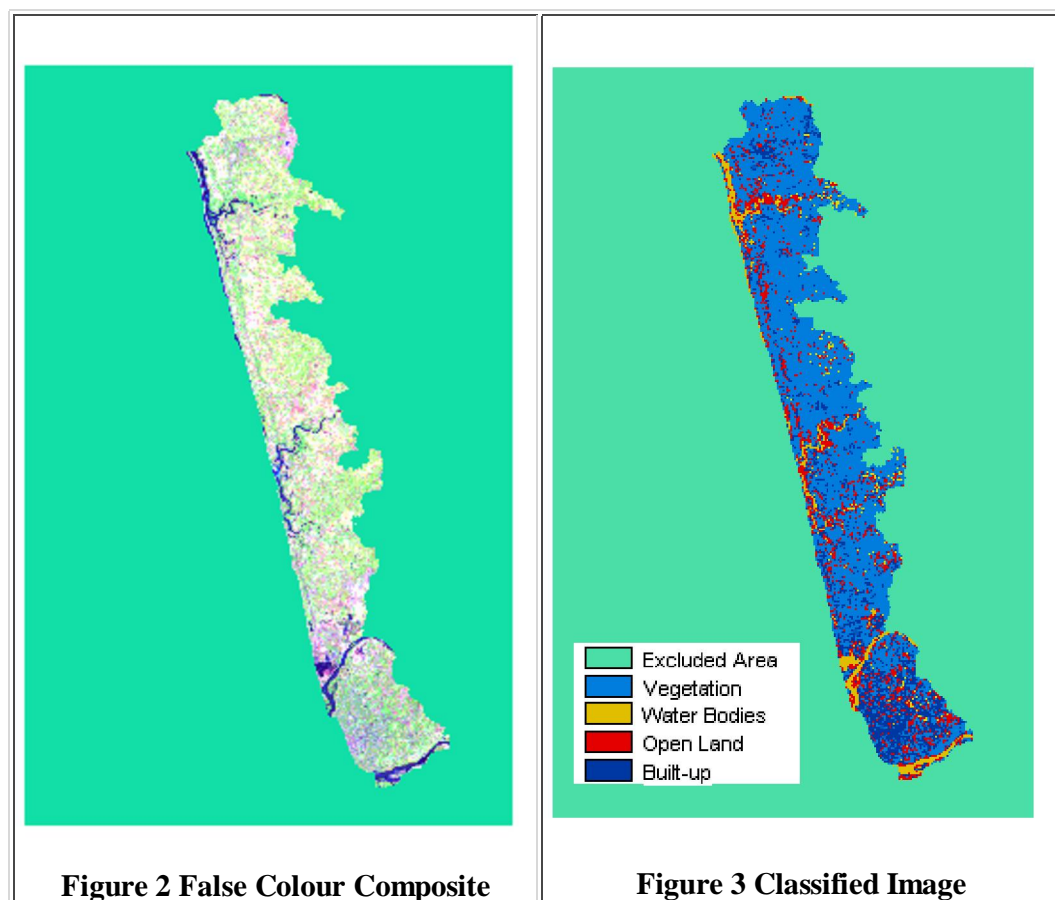 Excluded Area
Vegetation
Water Bodies
Open Land
Built-up
Figure 2 False Colour Composite
Figure 3 Classified Image